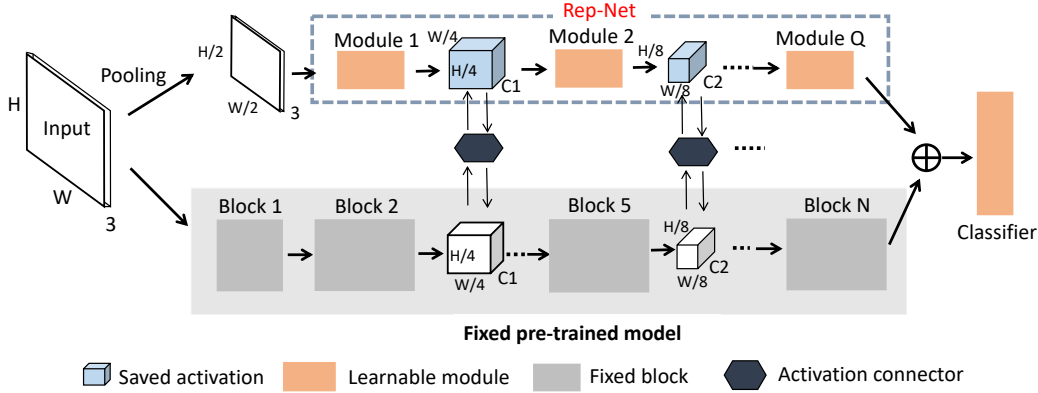 Rep-Net
Pooling
H/2
W/2
3
Module 1
W/4
H/4
C1
Module 2
H/8
W/8
C2
Module Q
H
Input
W
3
Block 1
Block 2
H/4
W/4
C1
Block 5
H/8
W/8
C2
Block N
Classifier
Fixed pre-trained model
Saved activation
Learnable module
Fixed block
Activation connector